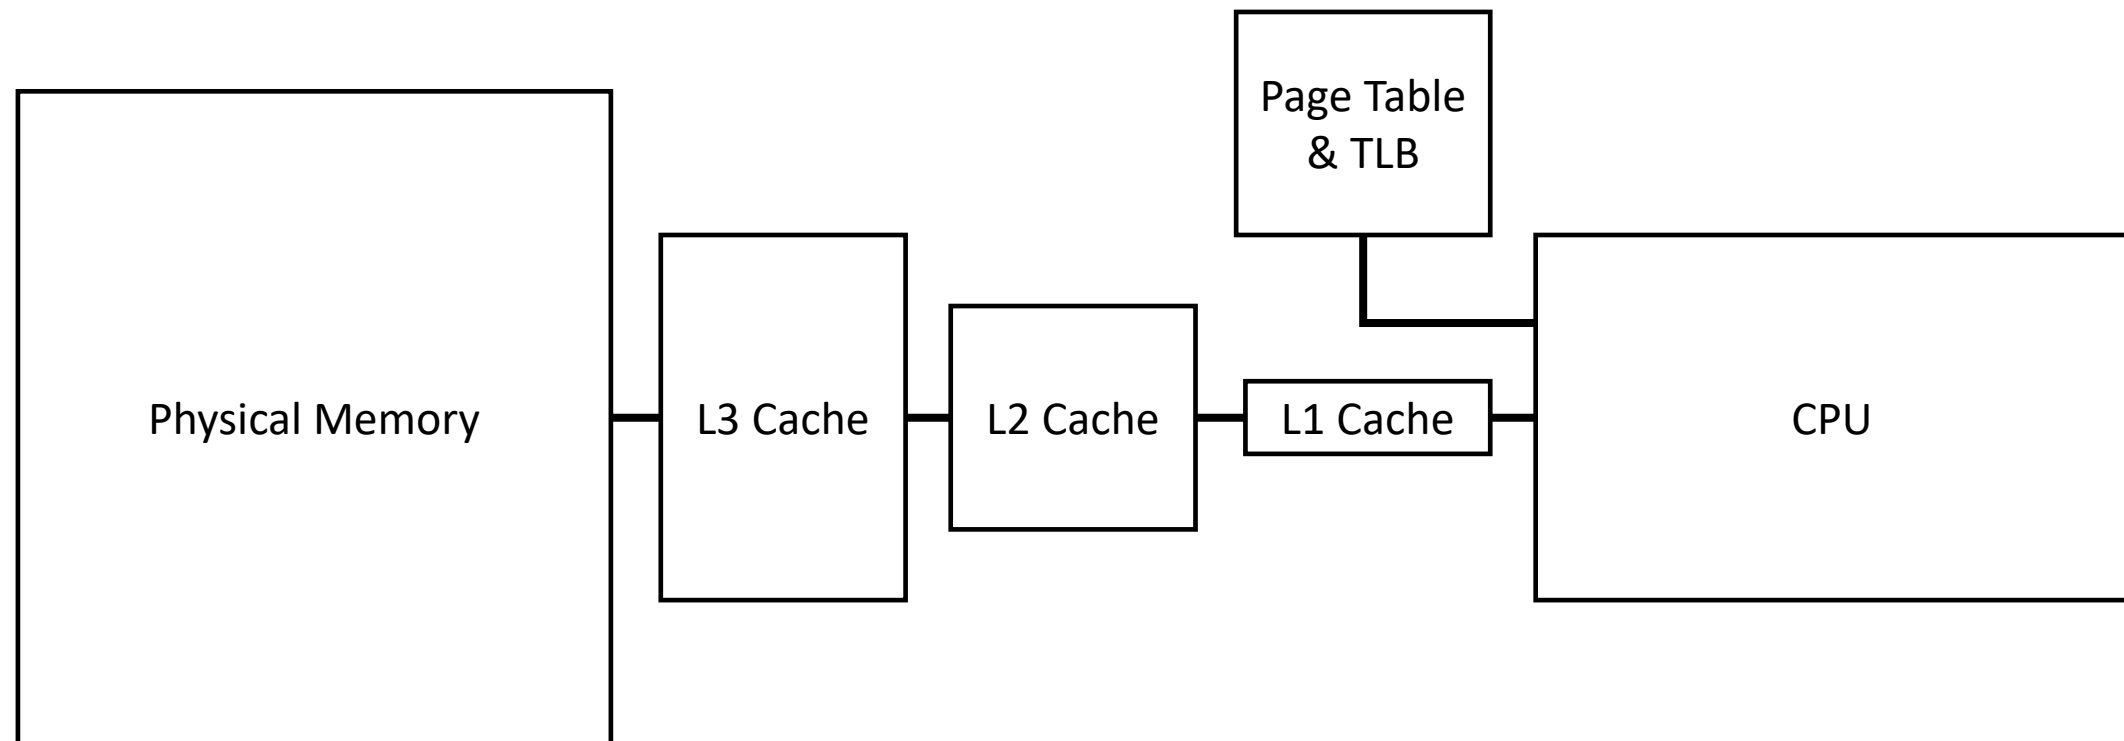 Page Table
& TLB
Physical Memory
L3 Cache
L2 Cache
L1 Cache
CPU